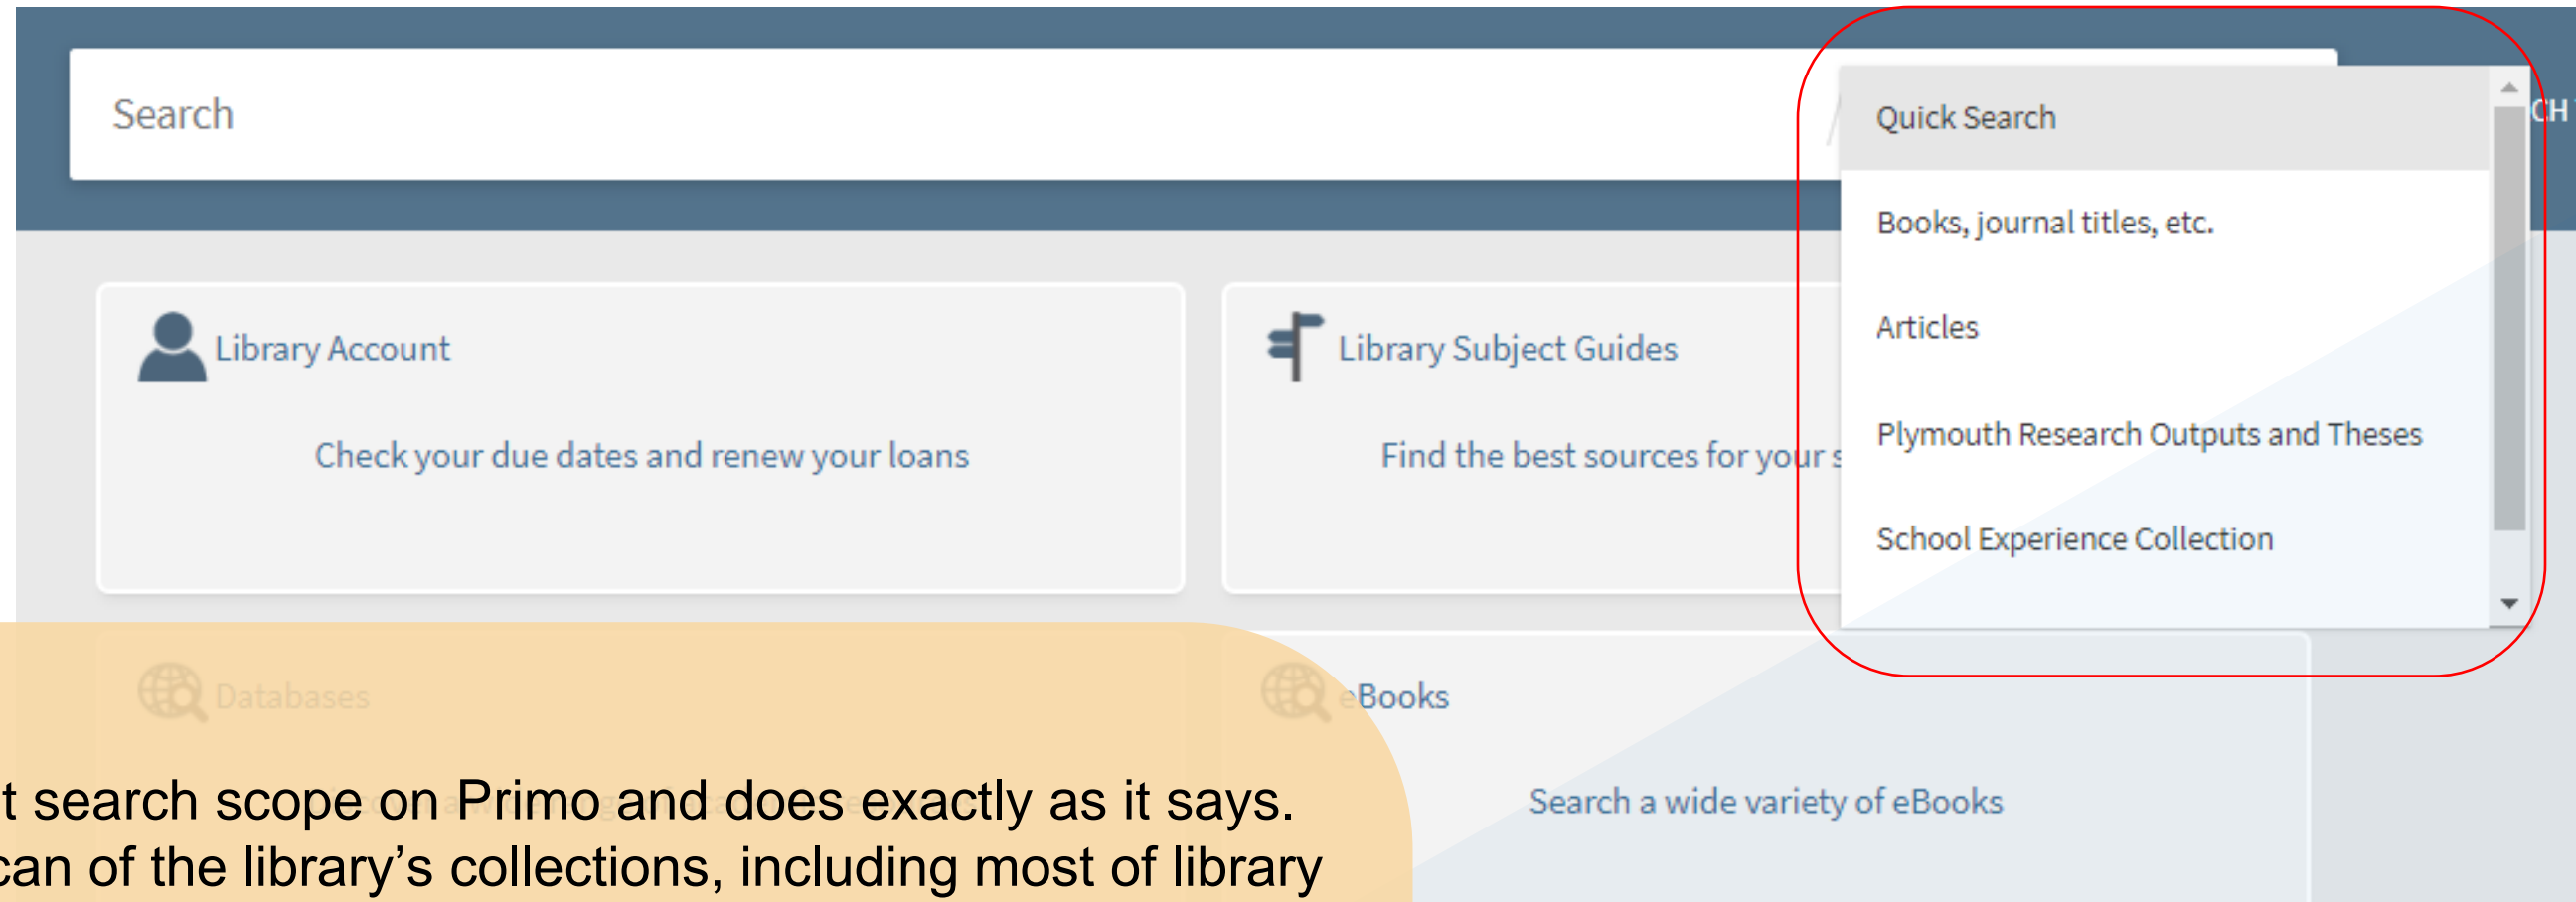 Search
Quick Search
CH
Books, journal titles, etc.
Articles
Plymouth Research Outputs and Theses
School Experience Collection
Library Account
Check your due dates and renew your loans
Library Subject Guides
Find the best sources for your s
Databases
eBooks
Search a wide variety of eBooks
t search scope on Primo and does exactly as it says.
can of the library’s collections, including most of library